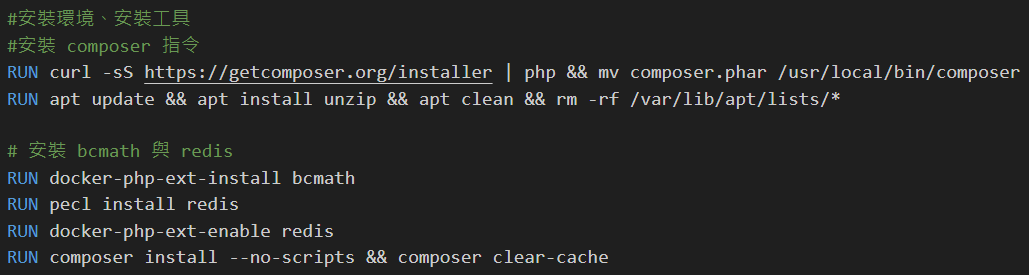 #安裝環境、安裝工具
#安裝 composer 指令
RUN curl -sS https://getcomposer.org/installer | php && mv composer.phar /usr/local/bin/composer
RUN apt update && apt install unzip && apt clean && rm -rf /var/lib/apt/lists/*
# 安裝 bcmath 與 redis
RUN docker-php-ext-install bcmath
RUN pecl install redis
RUN docker-php-ext-enable redis
RUN composer install --no-scripts && composer clear-cache